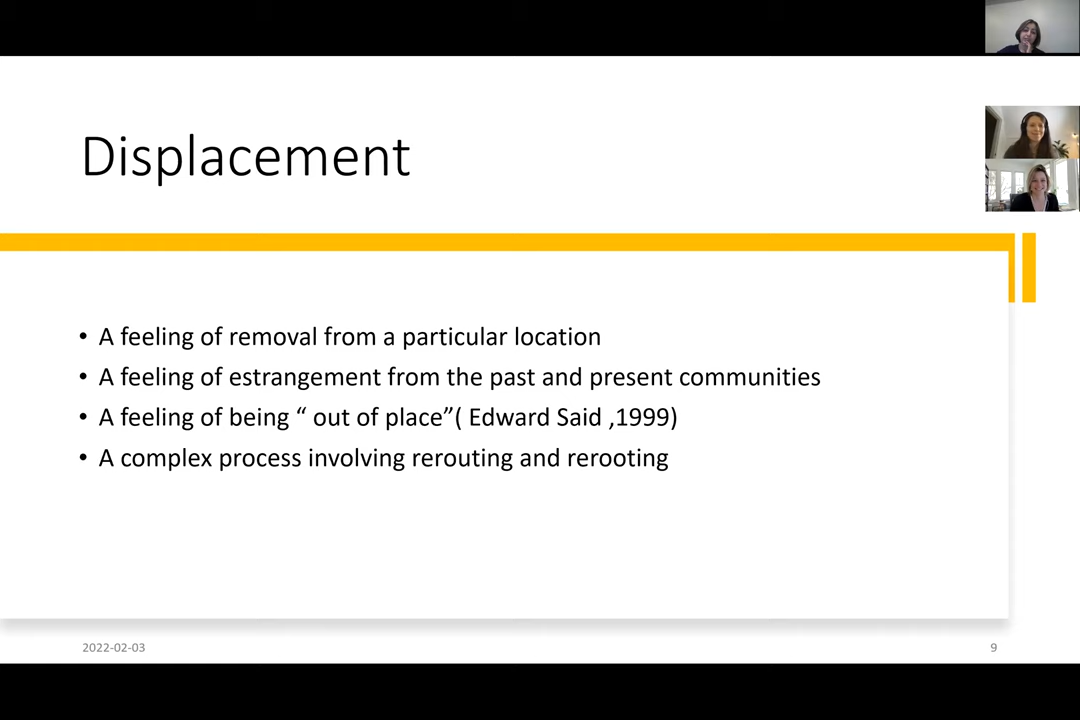 Displacement
• A feeling of removal from a particular location
• A feeling of estrangement from the past and present communities
• A feeling of being “ out of place”( Edward Said ,1999)
• A complex process involving rerouting and rerooting
2022-02-03
9